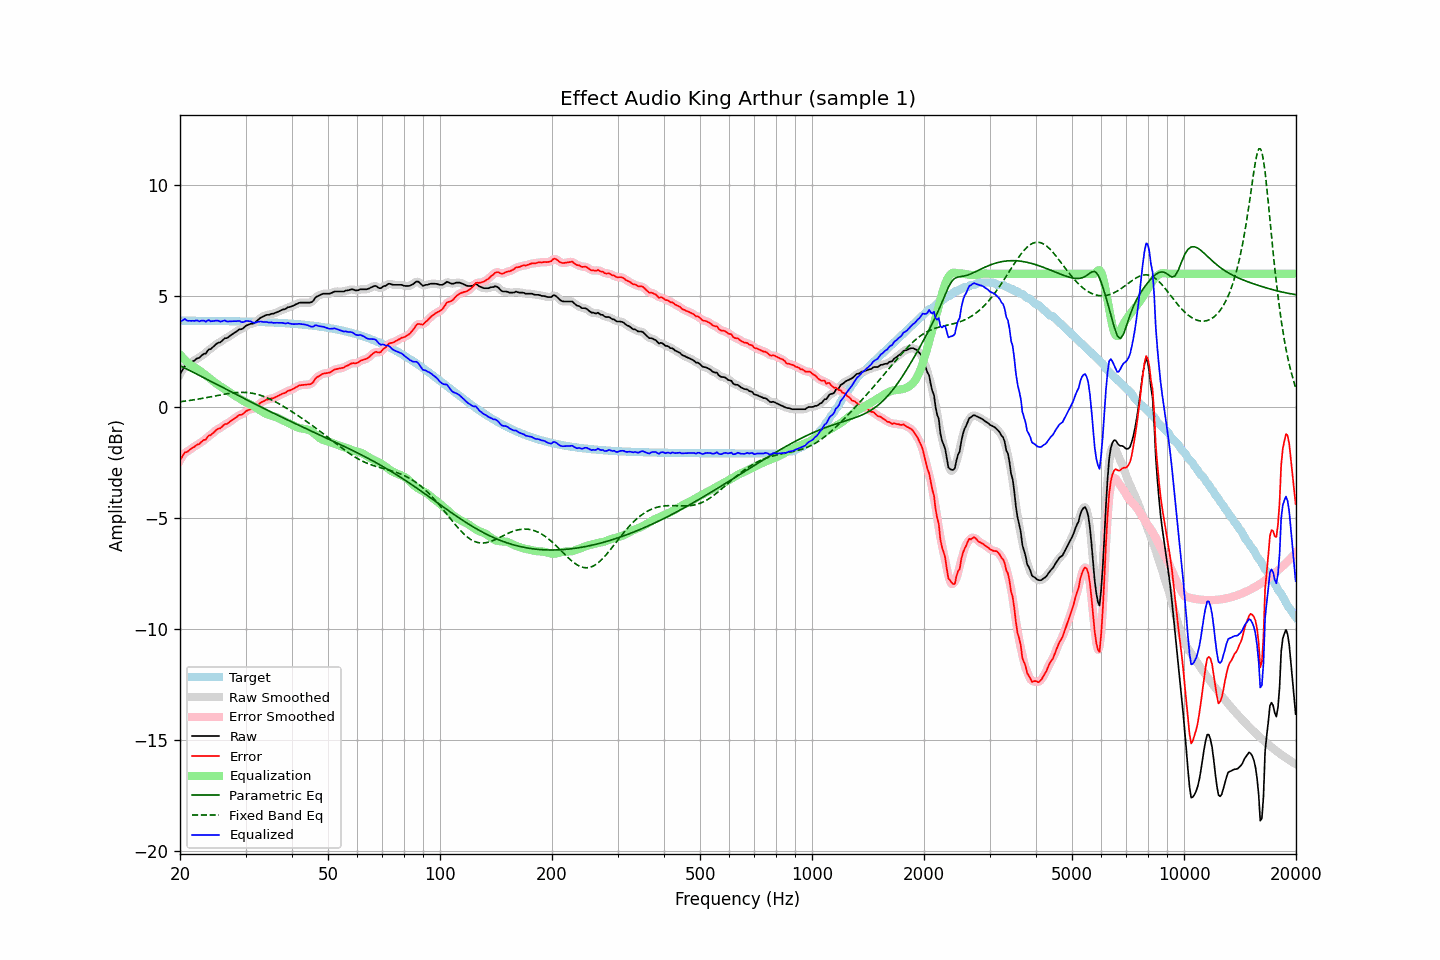 Effect Audio King Arthur (sample 1)
10
5
0
−5
−10
−15
−20
Amplitude (dBr)
Target
Raw Smoothed
Error Smoothed
Raw
Error
Equalization
Parametric Eq
Fixed Band Eq
Equalized
20 50 100 200 500 1000 2000 5000 10000 20000
Frequency (Hz)